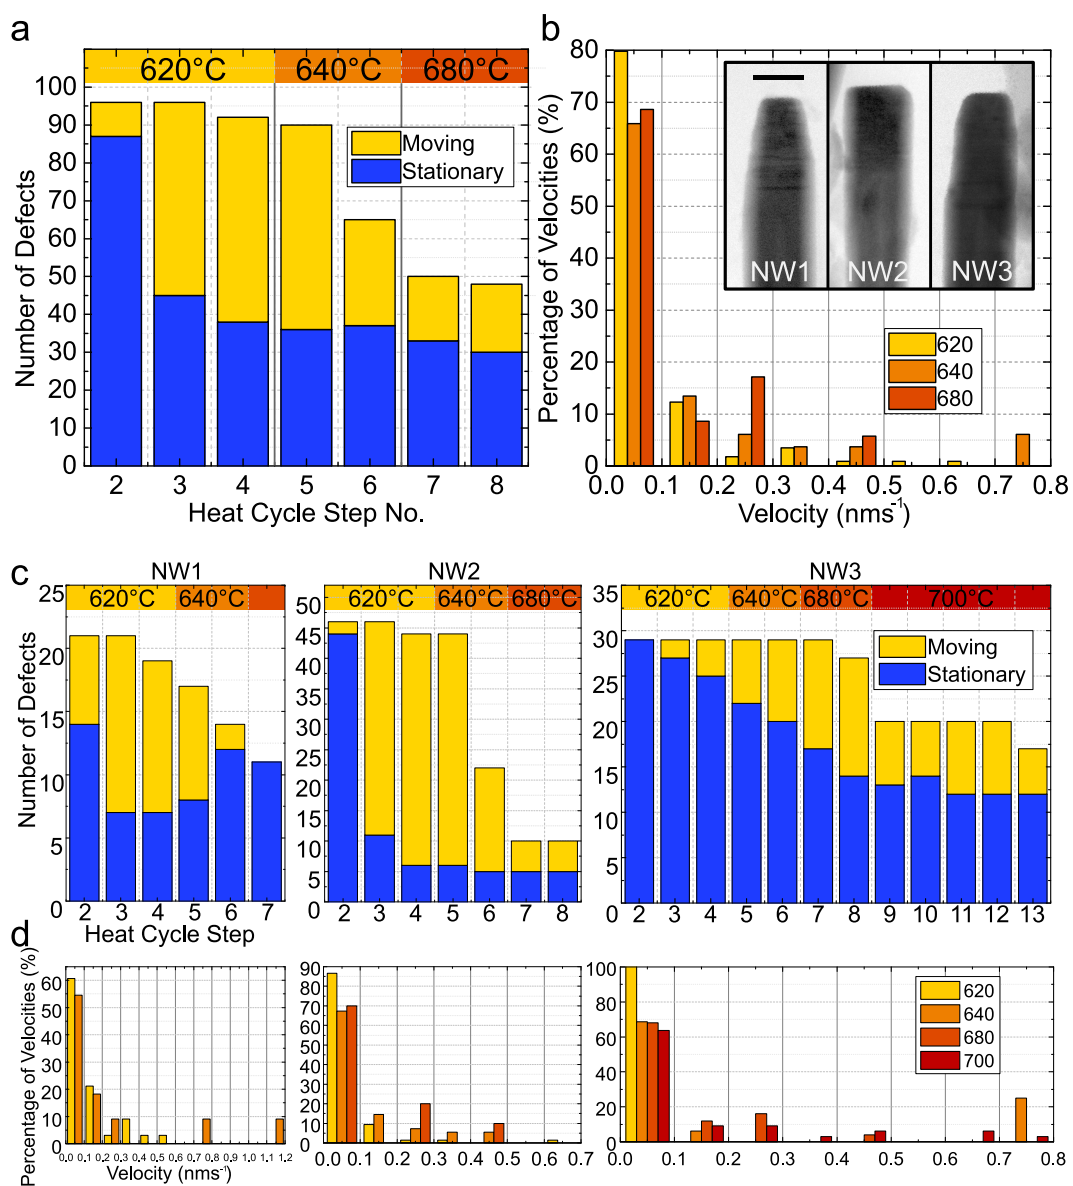 a
620°C 640°C 680°C
100
90
80
70
60
50
40
30
20
10
0
Number of Defects
Moving
Stationary
2 3 4 5 6 7 8
Heat Cycle Step No.
b
80
70
60
50
40
30
20
10
0
Percentage of Velocities (%)
NW1 NW2 NW3
620
640
680
0.0 0.1 0.2 0.3 0.4 0.5 0.6 0.7 0.8
Velocity (nms-1)
c
NW1
25
620°C 640°C
21
20
15
10
5
0
Number of Defects
2 3 4 5 6 7
Heat Cycle Step
NW2
620°C 640°C 680°C
50
45
40
35
30
25
20
15
10
5
0
2 3 4 5 6 7 8
NW3
620°C 640°C 680°C 700°C
35
30
25
20
15
10
5
0
Moving
Stationary
2 3 4 5 6 7 8 9 10 11 12 13
d
Percentage of Velocities (%)
60
50
40
30
20
10
0
0.0 0.1 0.2 0.3 0.4 0.5 0.6 0.7 0.8 0.9 1.0 1.1 1.2
Velocity (nms-1)
90
80
70
60
50
40
30
20
10
0
0.0 0.1 0.2 0.3 0.4 0.5 0.6 0.7
100
80
60
40
20
0
620
640
680
700
0.0 0.1 0.2 0.3 0.4 0.5 0.6 0.7 0.8